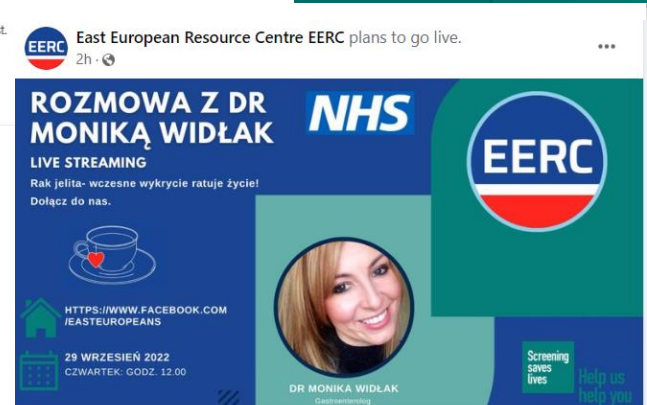 st.
EERC
East European Resource Centre EERC plans to go live.
2h
ROZMOWA Z DR
MONIKĄ WIDŁAK
LIVE STREAMING
Rak jelita- wczesne wykrycie ratuje życie!
Dołącz do nas.
NHS
EERC
HTTPS://WWW.FACEBOOK.COM
/EASTEUROPEANS
29 WRZESIEŃ 2022
CZWARTEK: GODZ. 12.00
DR MONIKA WIDŁAK
Gastroenterolog
Screening
saves
lives
Help us
help you